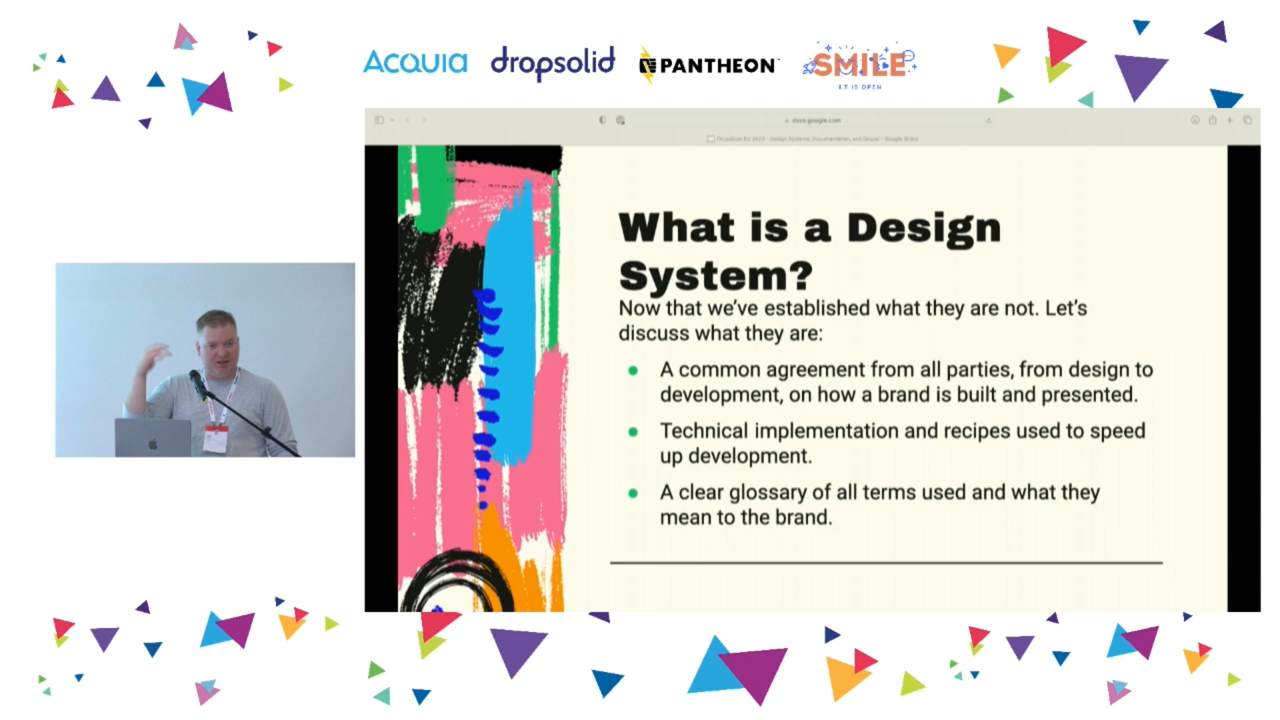 ACQUIA
dropsolid
PANTHEON
SMILE
I.T IS OPEN
docs.google.com
What is a Design
System?
Now that we've established what they are not. Let's
discuss what they are:
A common agreement from all parties, from design to
development, on how a brand is built and presented.
Technical implementation and recipes used to speed
up development.
A clear glossary of all terms used and what they
mean to the brand.